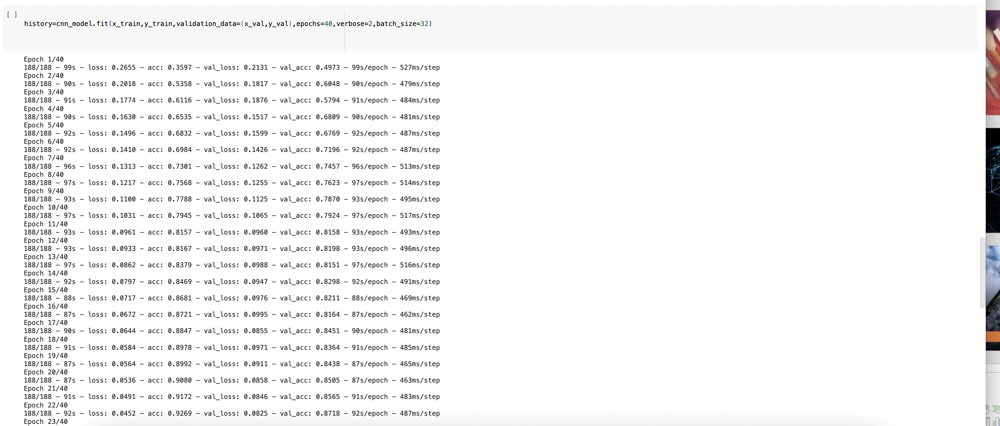 [ ]
history=cnn_model.fit(x_train,y_train,validation_data=(x_val,y_val),epochs=40,verbose=2,batch_size=32)
Epoch 1/40
188/188 - 99s - loss: 0.2655 - acc: 0.3597 - val_loss: 0.2131 - val_acc: 0.4973 - 99s/epoch - 527ms/step
Epoch 2/40
188/188 - 90s - loss: 0.2018 - acc: 0.5358 - val_loss: 0.1817 - val_acc: 0.6048 - 90s/epoch - 479ms/step
Epoch 3/40
188/188 - 91s - loss: 0.1774 - acc: 0.6116 - val_loss: 0.1876 - val_acc: 0.5794 - 91s/epoch - 484ms/step
Epoch 4/40
188/188 - 90s - loss: 0.1630 - acc: 0.6535 - val_loss: 0.1517 - val_acc: 0.6809 - 90s/epoch - 481ms/step
Epoch 5/40
188/188 - 92s - loss: 0.1496 - acc: 0.6832 - val_loss: 0.1599 - val_acc: 0.6769 - 92s/epoch - 487ms/step
Epoch 6/40
188/188 - 92s - loss: 0.1410 - acc: 0.6984 - val_loss: 0.1426 - val_acc: 0.7196 - 92s/epoch - 487ms/step
Epoch 7/40
188/188 - 96s - loss: 0.1313 - acc: 0.7301 - val_loss: 0.1262 - val_acc: 0.7457 - 96s/epoch - 513ms/step
Epoch 8/40
188/188 - 97s - loss: 0.1217 - acc: 0.7568 - val_loss: 0.1255 - val_acc: 0.7623 - 97s/epoch - 514ms/step
Epoch 9/40
188/188 - 93s - loss: 0.1100 - acc: 0.7788 - val_loss: 0.1125 - val_acc: 0.7870 - 93s/epoch - 495ms/step
Epoch 10/40
188/188 - 97s - loss: 0.1031 - acc: 0.7945 - val_loss: 0.1065 - val_acc: 0.7924 - 97s/epoch - 517ms/step
Epoch 11/40
188/188 - 93s - loss: 0.0961 - acc: 0.8157 - val_loss: 0.0960 - val_acc: 0.8158 - 93s/epoch - 493ms/step
Epoch 12/40
188/188 - 93s - loss: 0.0933 - acc: 0.8167 - val_loss: 0.0971 - val_acc: 0.8198 - 93s/epoch - 496ms/step
Epoch 13/40
188/188 - 97s - loss: 0.0862 - acc: 0.8379 - val_loss: 0.0988 - val_acc: 0.8151 - 97s/epoch - 516ms/step
Epoch 14/40
188/188 - 92s - loss: 0.0797 - acc: 0.8469 - val_loss: 0.0947 - val_acc: 0.8298 - 92s/epoch - 491ms/step
Epoch 15/40
188/188 - 88s - loss: 0.0717 - acc: 0.8681 - val_loss: 0.0976 - val_acc: 0.8211 - 88s/epoch - 469ms/step
Epoch 16/40
188/188 - 87s - loss: 0.0672 - acc: 0.8721 - val_loss: 0.0995 - val_acc: 0.8164 - 87s/epoch - 462ms/step
Epoch 17/40
188/188 - 90s - loss: 0.0644 - acc: 0.8847 - val_loss: 0.0855 - val_acc: 0.8451 - 90s/epoch - 481ms/step
Epoch 18/40
188/188 - 91s - loss: 0.0584 - acc: 0.8978 - val_loss: 0.0971 - val_acc: 0.8364 - 91s/epoch - 485ms/step
Epoch 19/40
188/188 - 87s - loss: 0.0564 - acc: 0.8992 - val_loss: 0.0911 - val_acc: 0.8438 - 87s/epoch - 465ms/step
Epoch 20/40
188/188 - 87s - loss: 0.0536 - acc: 0.9080 - val_loss: 0.0858 - val_acc: 0.8505 - 87s/epoch - 463ms/step
Epoch 21/40
188/188 - 91s - loss: 0.0491 - acc: 0.9172 - val_loss: 0.0846 - val_acc: 0.8565 - 91s/epoch - 483ms/step
Epoch 22/40
188/188 - 92s - loss: 0.0452 - acc: 0.9269 - val_loss: 0.0825 - val_acc: 0.8718 - 92s/epoch - 487ms/step
Epoch 23/40